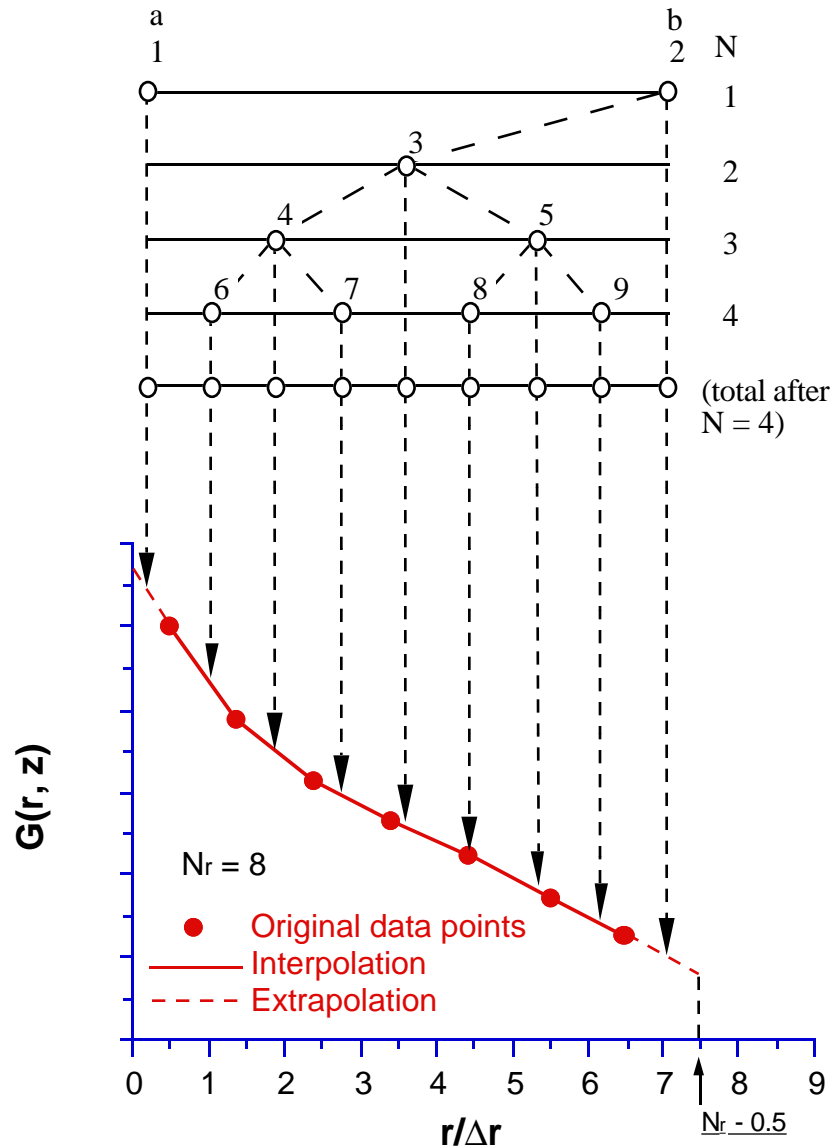 a b
1 2 N
1
3
2
4 5
3
6 7 8 9
4
(total after
N = 4)
G(r, z)
Nr = 8
Original data points
Interpolation
Extrapolation
0 1 2 3 4 5 6 7 8 9
Nr - 0.5
r/Δr